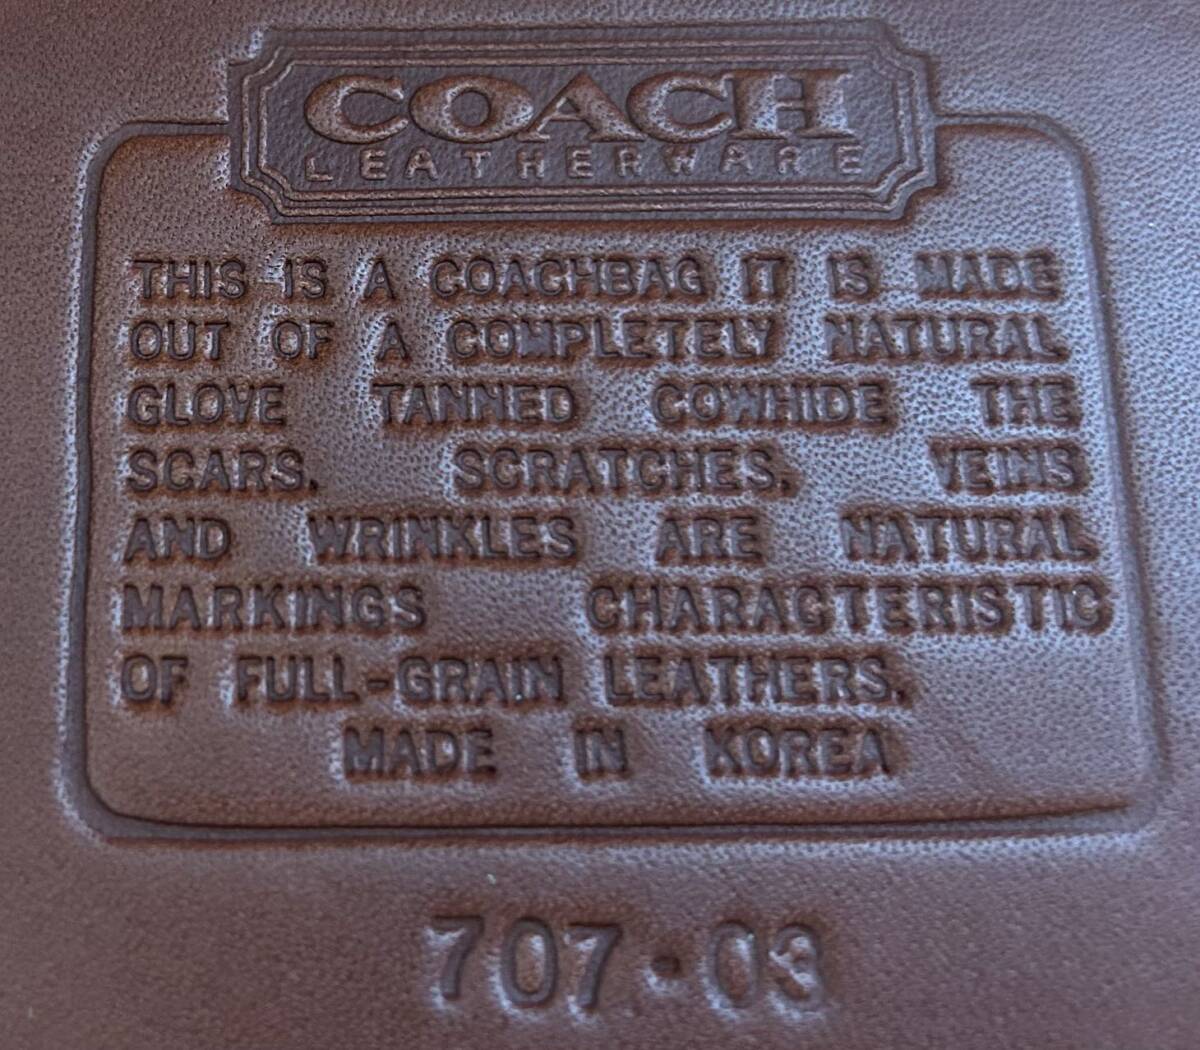 COACH
LEATHERWARE
THIS IS A COACHBAG IT IS MADE
OUT OF A COMPLETELY NATURAL
GLOVE TANNED COWHIDE THE
SCARS, SCRATCHES, VEINS
AND WRINKLES ARE NATURAL
MARKINGS CHARACTERISTIC
OF FULL-GRAIN LEATHERS.
MADE IN KOREA
707·03